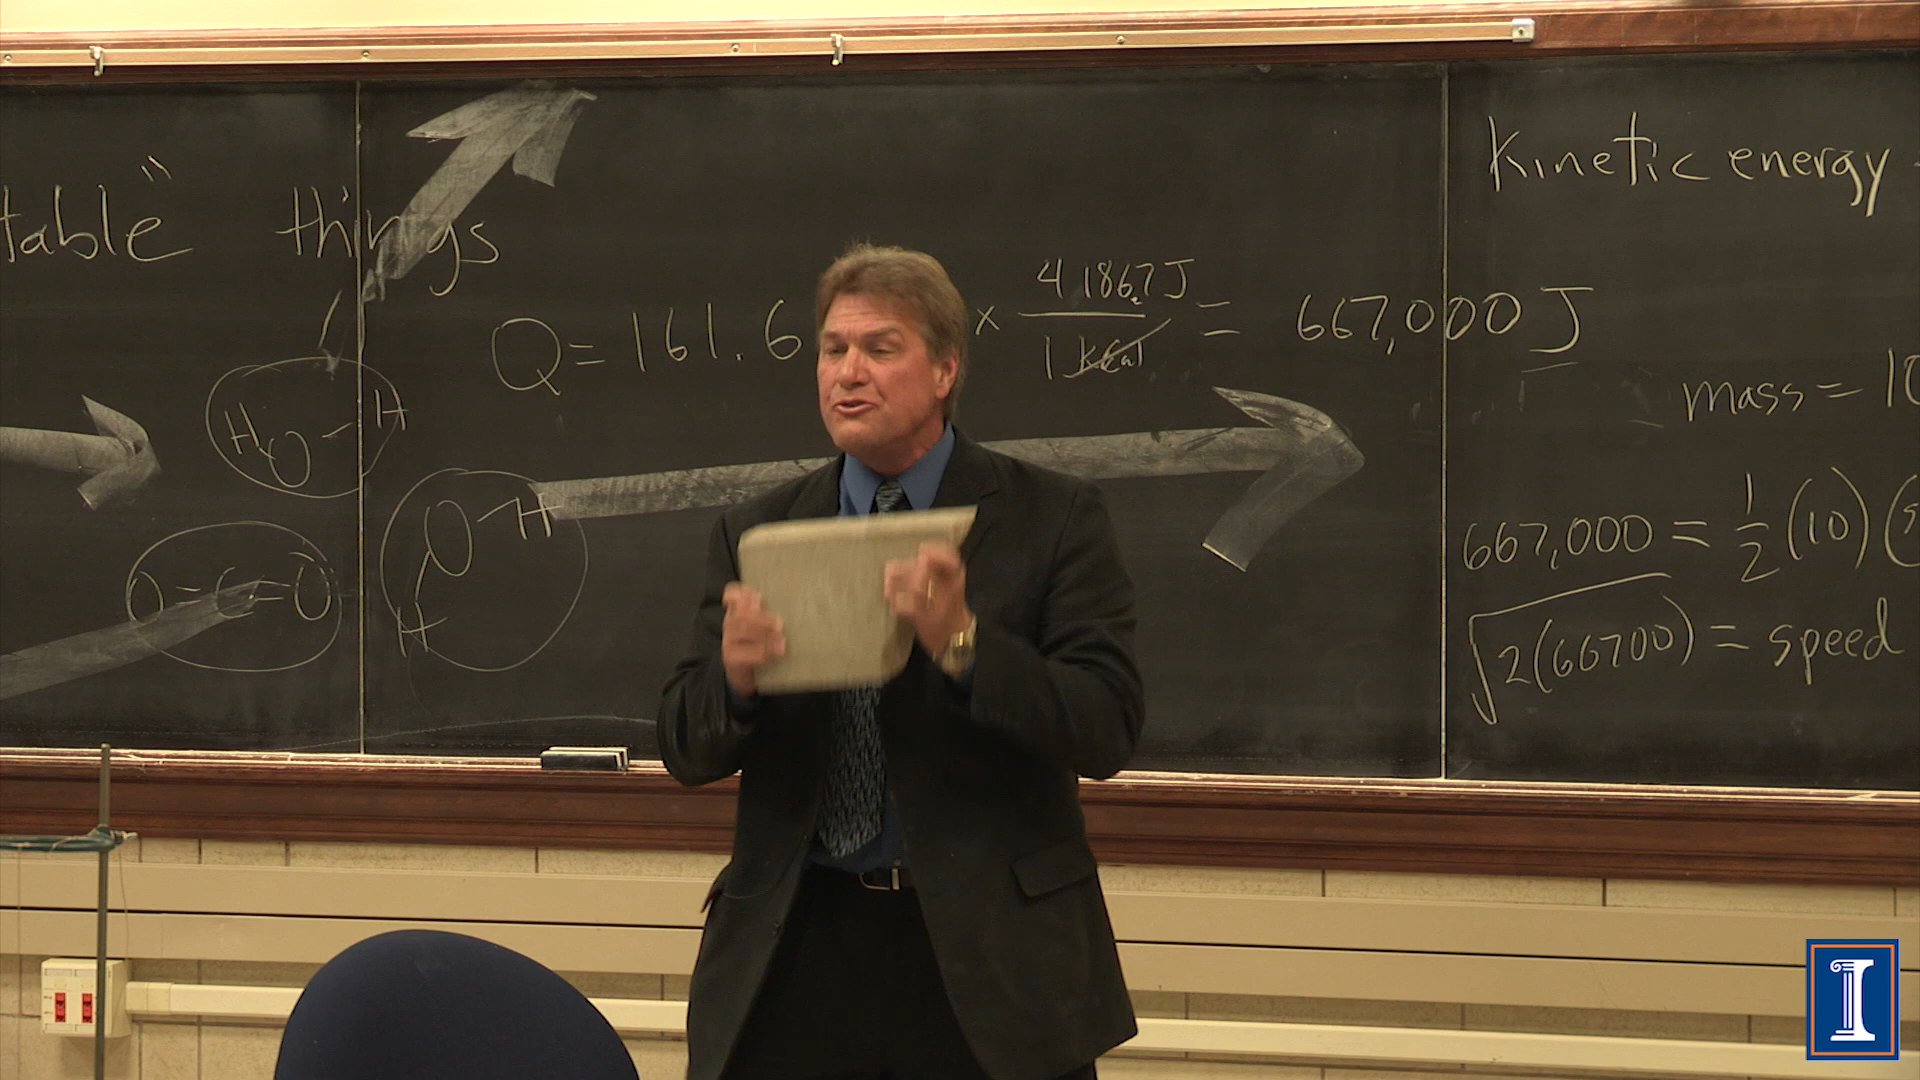 table" things
Q = 161.6 × 4.1867 J / 1 kcal = 667,000 J
H O - H
O = C = O
O - H
H
Kinetic energy
mass = 10
667,000 = 1/2 (10) (s
√2(66700) = speed
I